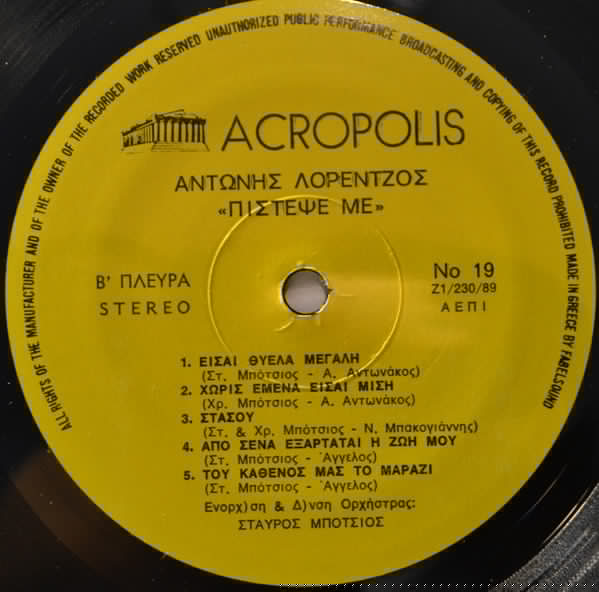 ALL RIGHTS OF THE MANUFACTURER AND OF THE OWNER OF THE RECORDED WORK RESERVED UNAUTHORIZED PUBLIC PERFORMANCE BROADCASTING AND COPYING OF THIS RECORD PROHIBITED MADE IN GREECE BY FABELSOUND
ACROPOLIS
ΑΝΤΩΝΗΣ ΛΟΡΕΝΤΖΟΣ
«ΠΙΣΤΕΨΕ ΜΕ»
Β' ΠΛΕΥΡΑ
STEREO
No 19
Z1/230/89
ΑΕΠΙ
1. ΕΙΣΑΙ ΘΥΕΛΑ ΜΕΓΑΛΗ
(Στ. Μπότσιος - Α. Αντωνάκος)
2. ΧΩΡΙΣ ΕΜΕΝΑ ΕΙΣΑΙ ΜΙΣΗ
(Χρ. Μπότσιος - Α. Αντωνάκος)
3. ΣΤΑΣΟΥ
(Στ. & Χρ. Μπότσιος - Ν. Μπακογιάννης)
4. ΑΠΟ ΣΕΝΑ ΕΞΑΡΤΑΤΑΙ Η ΖΩΗ ΜΟΥ
(Στ. Μπότσιος - Άγγελος)
5. ΤΟΥ ΚΑΘΕΝΟΣ ΜΑΣ ΤΟ ΜΑΡΑΖΙ
(Στ. Μπότσιος - Άγγελος)
Ενορχ)ση & Δ)νση Ορχήστρας:
ΣΤΑΥΡΟΣ ΜΠΟΤΣΙΟΣ